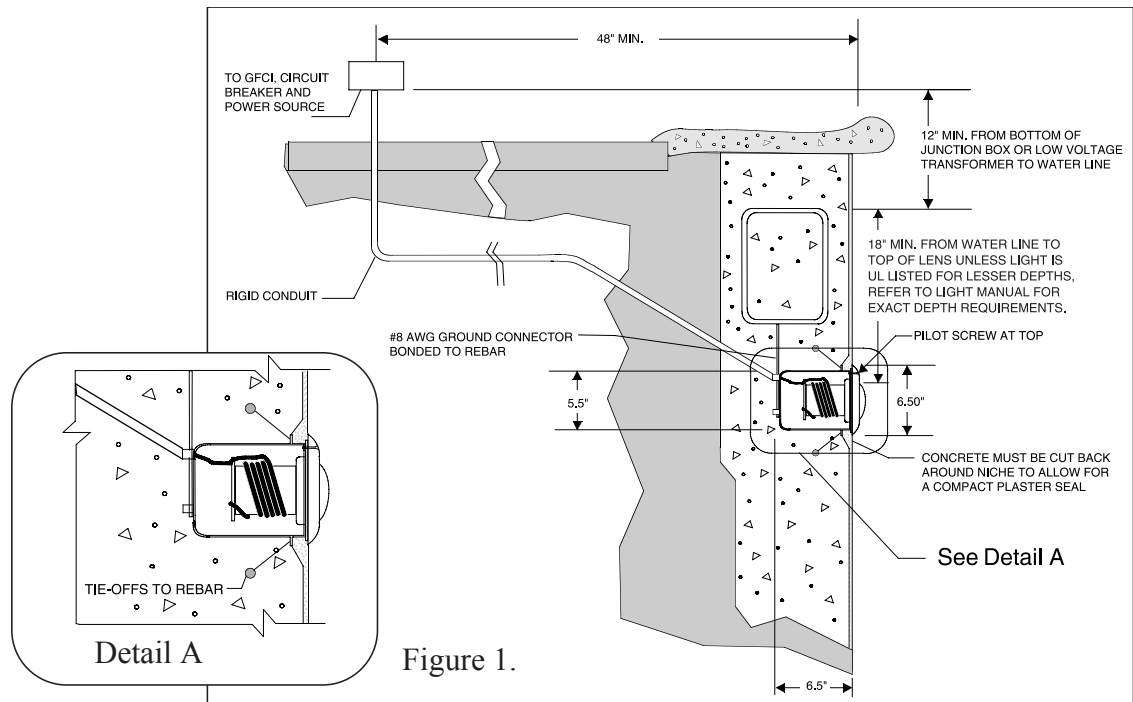 48" MIN.
TO GFCI, CIRCUIT
BREAKER AND
POWER SOURCE
12" MIN. FROM BOTTOM OF
JUNCTION BOX OR LOW VOLTAGE
TRANSFORMER TO WATER LINE
18" MIN. FROM WATER LINE TO
TOP OF LENS UNLESS LIGHT IS
UL LISTED FOR LESSER DEPTHS,
REFER TO LIGHT MANUAL FOR
EXACT DEPTH REQUIREMENTS.
RIGID CONDUIT
#8 AWG GROUND CONNECTOR
BONDED TO REBAR
PILOT SCREW AT TOP
5.5"
6.50"
CONCRETE MUST BE CUT BACK
AROUND NICHE TO ALLOW FOR
A COMPACT PLASTER SEAL
See Detail A
TIE-OFFS TO REBAR
Detail A
Figure 1.
6.5"